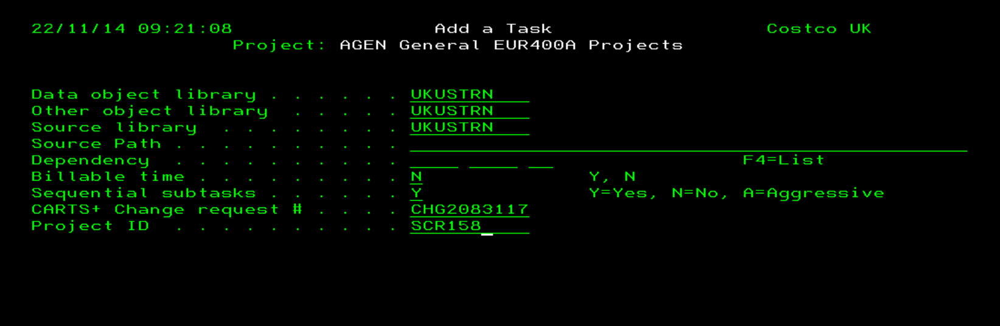 22/11/14 09:21:08 Add a Task Costco UK
Project: AGEN General EUR400A Projects
Data object library . . . . . . UKUSTRN
Other object library . . . . . UKUSTRN
Source library . . . . . . . . UKUSTRN
Source Path . . . . . . . . . .
Dependency . . . . . . . . . . F4=List
Billable time . . . . . . . . . N Y, N
Sequential subtasks . . . . . . Y Y=Yes, N=No, A=Aggressive
CARTS+ Change request # . . . . CHG2083117
Project ID . . . . . . . . . . SCR158